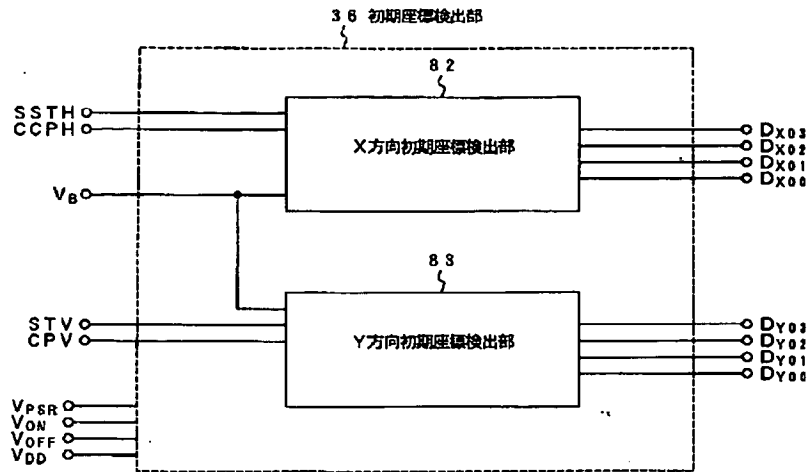 36 初期座標検出部
82
SSTH
CCPH
X方向初期座標検出部
DX03
DX02
DX01
DX00
VB
83
STV
CPV
Y方向初期座標検出部
DY03
DY02
DY01
DY00
VPSR
VON
VOFF
VDD